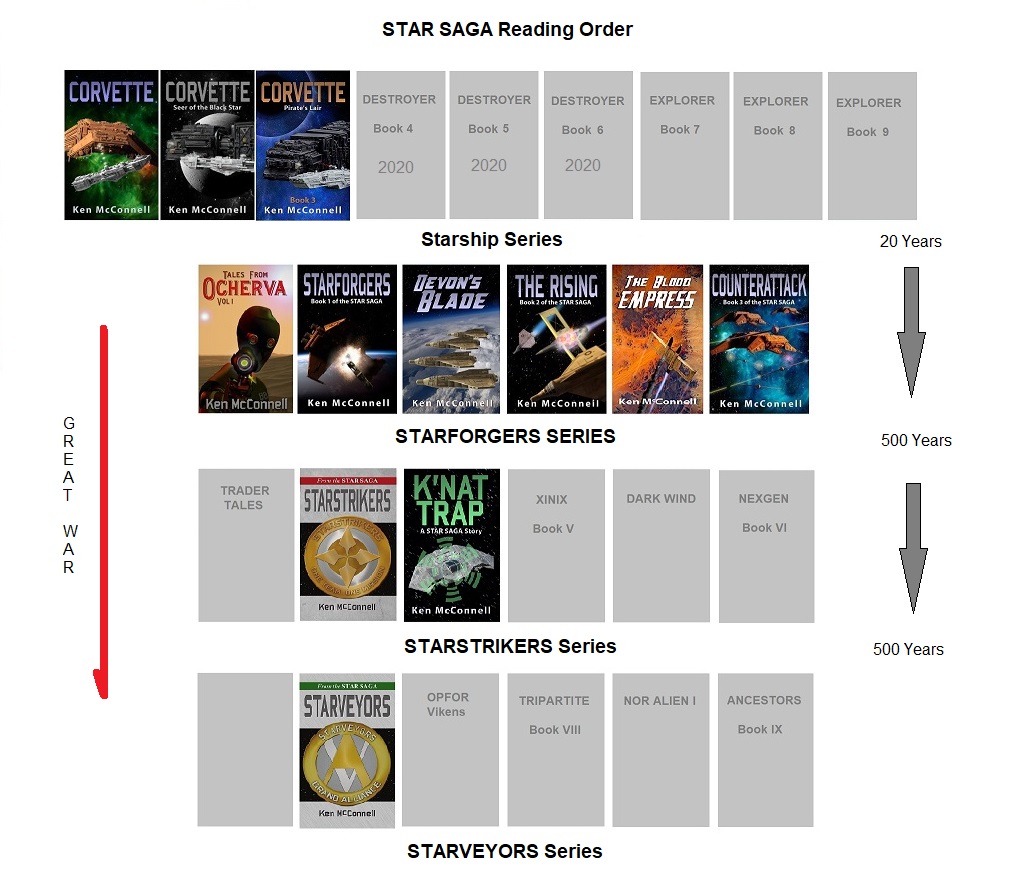 STAR SAGA Reading Order
CORVETTE
Ken McConnell
CORVETTE
Seer of the Black Star
Ken McConnell
CORVETTE
Pirate's Lair
Book 3
Ken McConnell
DESTROYER
Book 4
2020
DESTROYER
Book 5
2020
DESTROYER
Book 6
2020
EXPLORER
Book 7
EXPLORER
Book 8
EXPLORER
Book 9
Starship Series
20 Years
TALES FROM
OCHERVA
VOL I
Ken McConnell
STARFORGERS
Book 1 of the STAR SAGA
Ken McConnell
DEVON'S
BLADE
Ken McConnell
THE RISING
Book 2 of the STAR SAGA
Ken McConnell
THE BLOOD
EMPRESS
Ken McConnell
COUNTERATTACK
Book 3 of the STAR SAGA
Ken McConnell
STARFORGERS SERIES
500 Years
GREAT WAR
TRADER
TALES
From the STAR SAGA
STARSTRIKERS
STARSTRIKERS
Ken McConnell
K'NAT
TRAP
A STAR SAGA Story
Ken McConnell
XINIX
Book V
DARK WIND
NEXGEN
Book VI
STARSTRIKERS Series
500 Years
From the STAR SAGA
STARVEYORS
STARVEYORS
GRAND ALLIANCE
Ken McConnell
OPFOR
Vikens
TRIPARTITE
Book VIII
NOR ALIEN I
ANCESTORS
Book IX
STARVEYORS Series